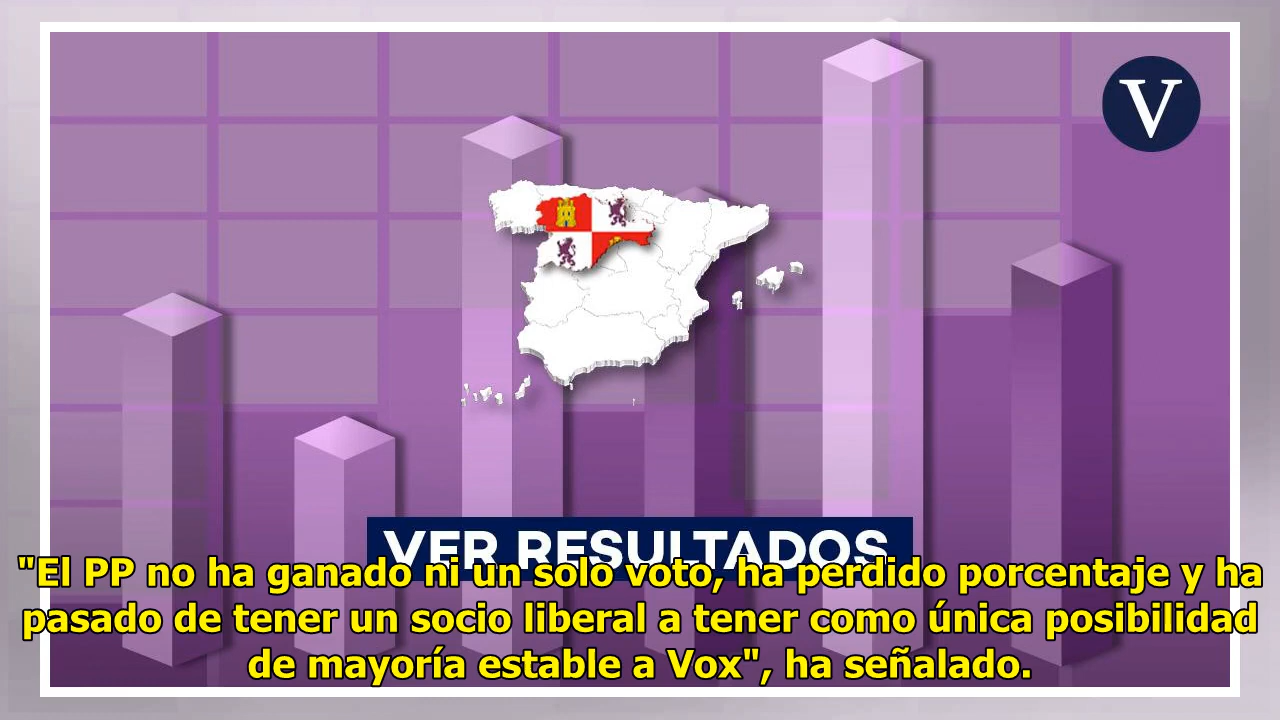 V
VER RESULTADOS
"El PP no ha ganado ni un solo voto, ha perdido porcentaje y ha
pasado de tener un socio liberal a tener como única posibilidad
de mayoría estable a Vox", ha señalado.